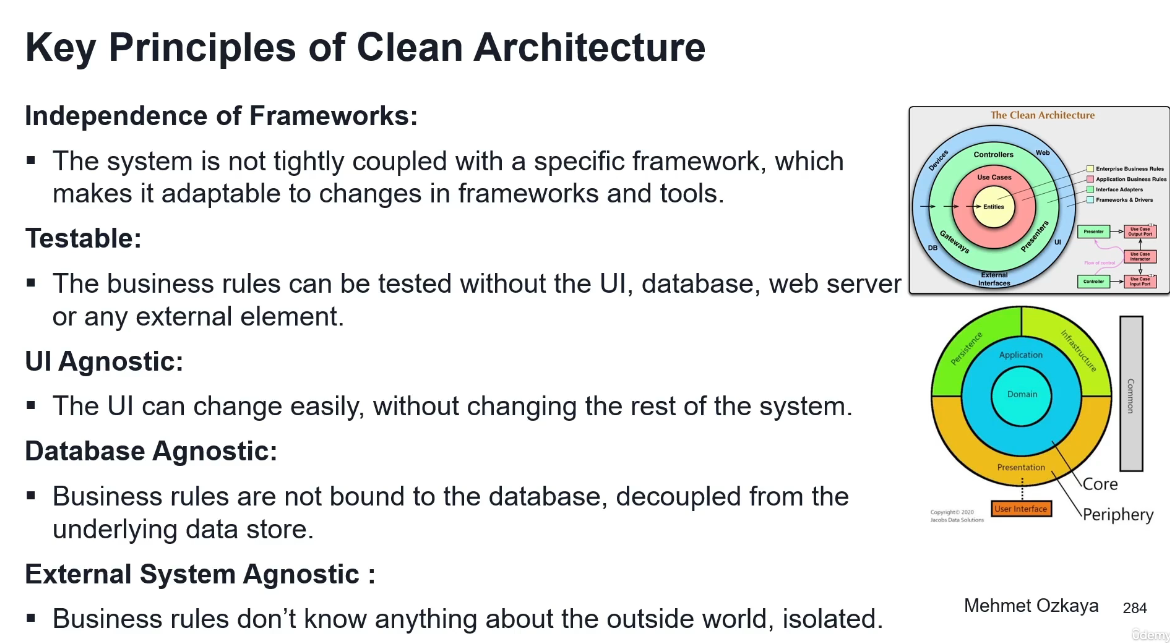 Key Principles of Clean Architecture
Independence of Frameworks:
▪ The system is not tightly coupled with a specific framework, which
makes it adaptable to changes in frameworks and tools.
Testable:
▪ The business rules can be tested without the UI, database, web server
or any external element.
UI Agnostic:
▪ The UI can change easily, without changing the rest of the system.
Database Agnostic:
▪ Business rules are not bound to the database, decoupled from the
underlying data store.
External System Agnostic :
▪ Business rules don’t know anything about the outside world, isolated.
The Clean Architecture
Devices
Web
Controllers
Use Cases
Entities
Gateways
Presenters
DB
UI
External
Interfaces
Enterprise Business Rules
Application Business Rules
Interface Adapters
Frameworks & Drivers
Presenter
Use Case
Output Port
Use Case
Interactor
Flow of control
Controller
Use Case
Input Port
Persistence
Infrastructure
Application
Domain
Presentation
Common
User Interface
Core
Periphery
Copyright© 2020
Jacobs Data Solutions
Mehmet Ozkaya
284
ûdemy